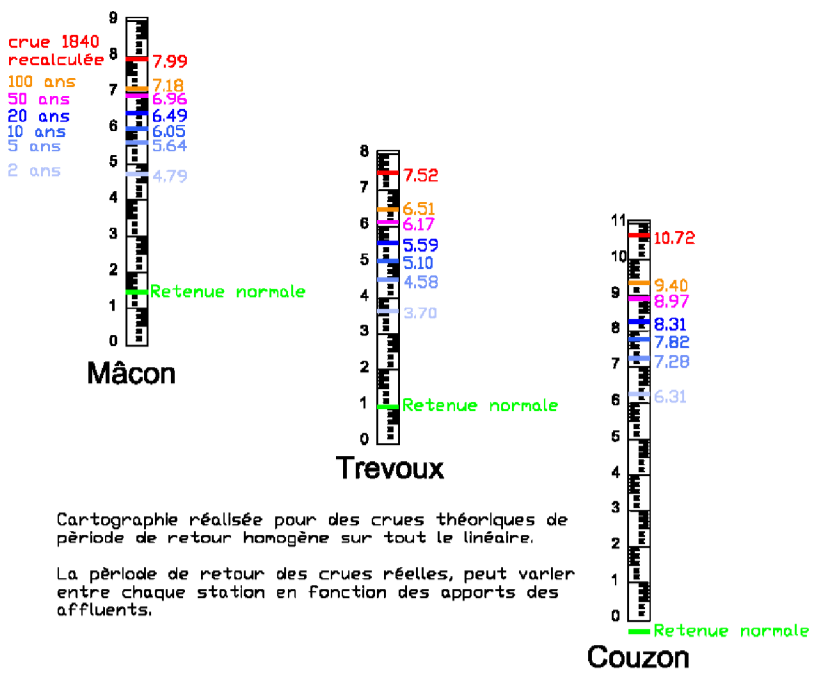 9
crue 1840
recalculée
8
7.99
100 ans
7.18
7
50 ans
6.96
20 ans
6.49
6
10 ans
6.05
5 ans
5.64
5
2 ans
4.79
4
3
2
Retenue normale
1
0
Mâcon
8
7.52
7
6.51
6.17
6
5.59
5
5.10
4.58
4
3.70
3
2
1
Retenue normale
0
Trevoux
11
10.72
10
9.40
9
8.97
8.31
8
7.82
7.28
7
6.31
6
5
4
3
2
1
0
Retenue normale
Couzon
Cartographie réalisée pour des crues théoriques de
pèriode de retour homogène sur tout le linéaire.
La pèriode de retour des crues réelles, peut varier
entre chaque station en fonction des apports des
affluents.